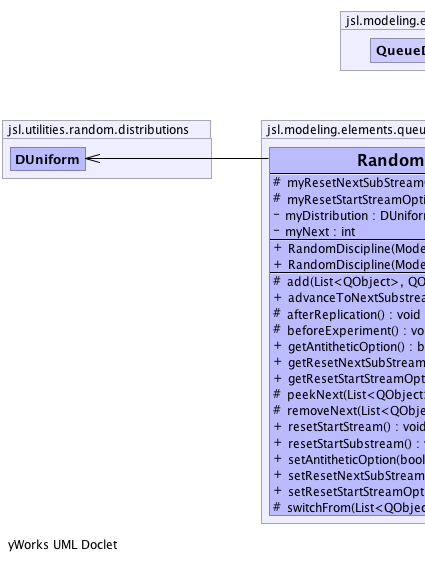 jsl.modeling.e
QueueD
jsl.utilities.random.distributions
DUniform
jsl.modeling.elements.queu
Random
# myResetNextSubStream
# myResetStartStreamOpti
- myDistribution : DUnifor
- myNext : int
+ RandomDiscipline(Mode
+ RandomDiscipline(Mode
# add(List<QObject>, QO
+ advanceToNextSubstrea
# afterReplication() : void
# beforeExperiment() : vo
+ getAntitheticOption() : b
+ getResetNextSubStream
+ getResetStartStreamOpt
# peekNext(List<QObject>
# removeNext(List<QObje
+ resetStartStream() : void
+ resetStartSubstream() : v
+ setAntitheticOption(bool
+ setResetNextSubStream
+ setResetStartStreamOpt
# switchFrom(List<QObjec
yWorks UML Doclet